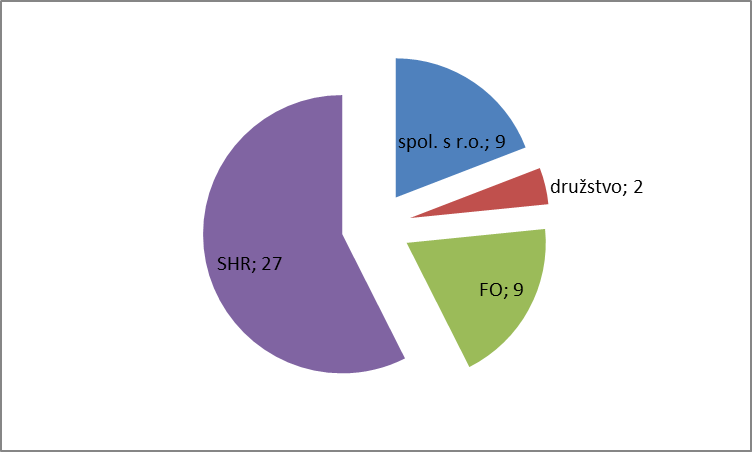 spol. s r.o.; 9
družstvo; 2
FO; 9
SHR; 27